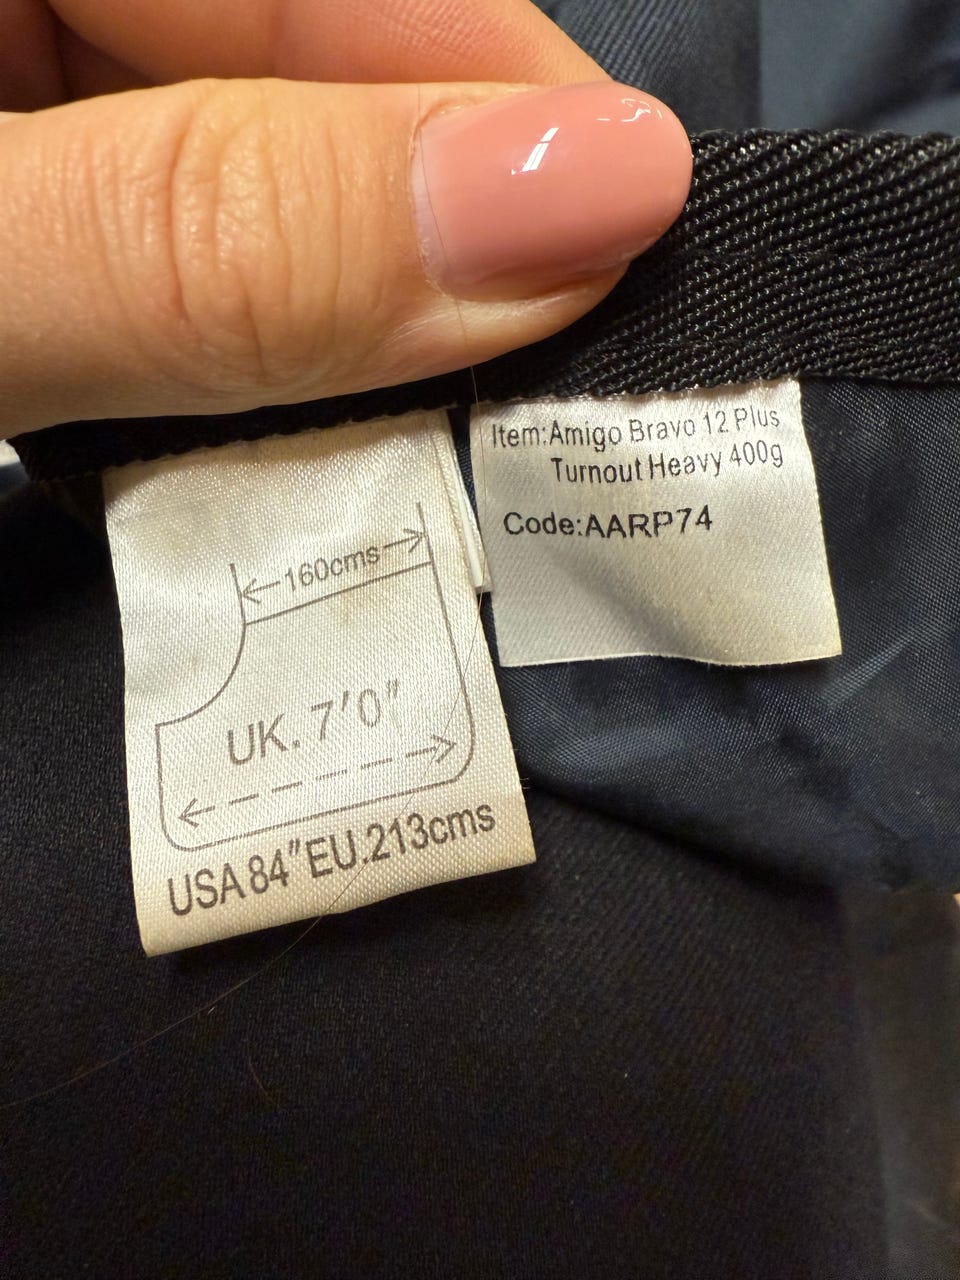 160cms
UK. 7'0"
USA 84" EU.213cms
Item:Amigo Bravo 12 Plus
Turnout Heavy 400g
Code:AARP74